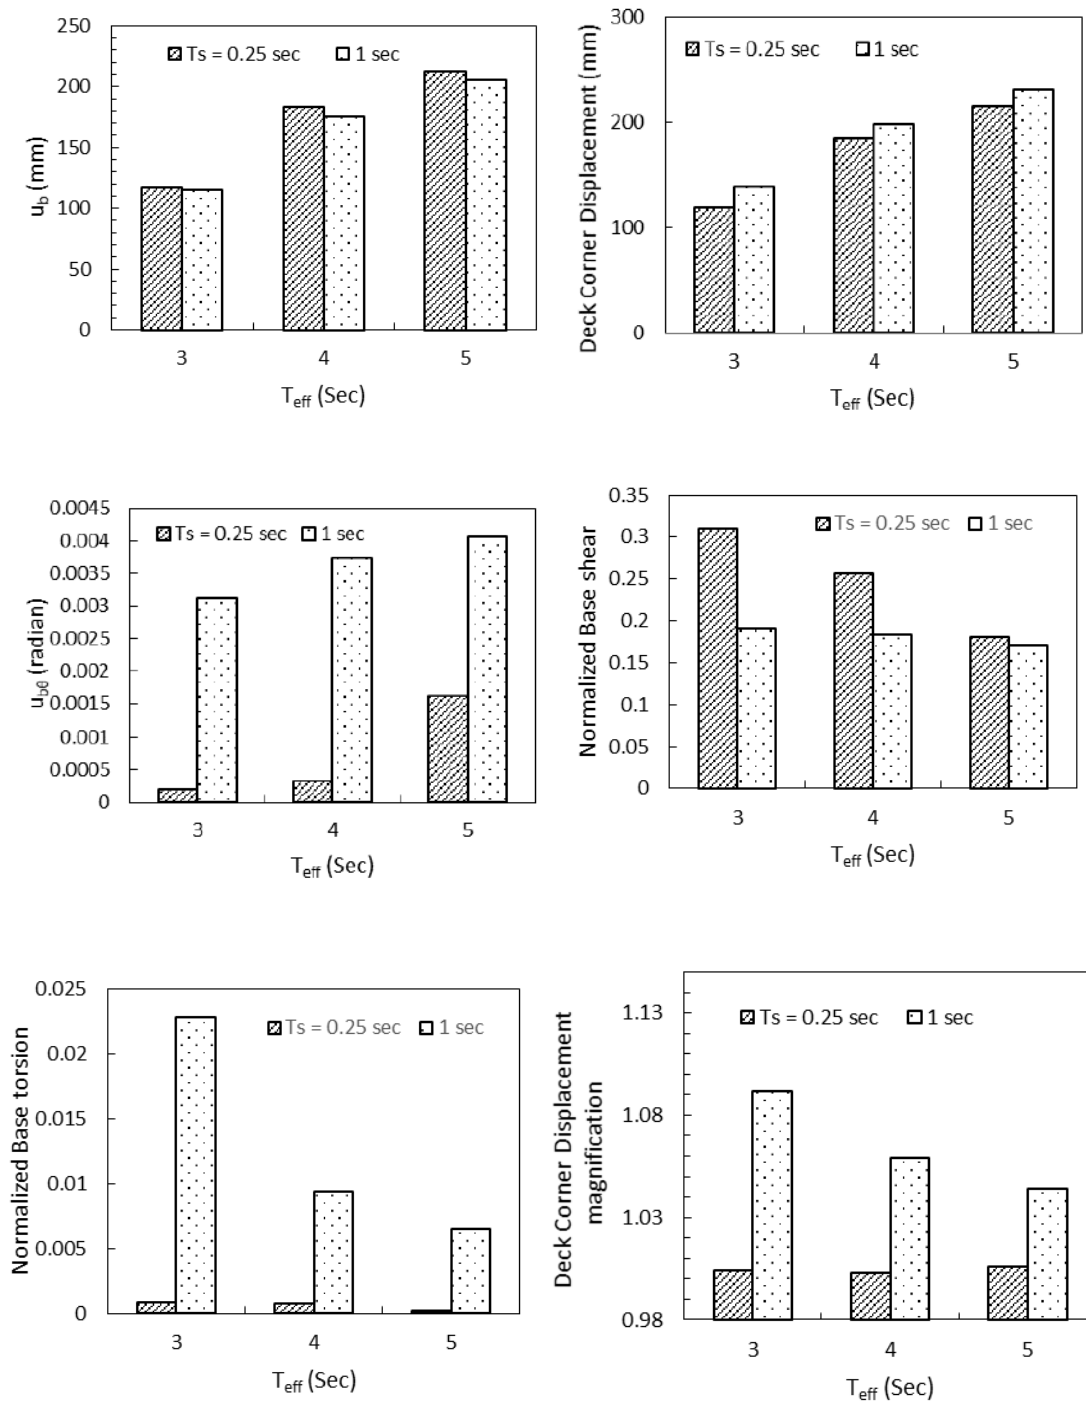 250
200
150
100
50
0
Ts = 0.25 sec 1 sec
u_b (mm)
3 4 5
T_eff (Sec)
300
200
100
0
Ts = 0.25 sec 1 sec
Deck Corner Displacement (mm)
3 4 5
T_eff (Sec)
0.0045
0.004
0.0035
0.003
0.0025
0.002
0.0015
0.001
0.0005
0
Ts = 0.25 sec 1 sec
u_bθ (radian)
3 4 5
T_eff (Sec)
0.35
0.3
0.25
0.2
0.15
0.1
0.05
0
Ts = 0.25 sec 1 sec
Normalized Base shear
3 4 5
T_eff (Sec)
0.025
0.02
0.015
0.01
0.005
0
Ts = 0.25 sec 1 sec
Normalized Base torsion
3 4 5
T_eff (Sec)
1.13
1.08
1.03
0.98
Ts = 0.25 sec 1 sec
Deck Corner Displacement
magnification
3 4 5
T_eff (Sec)